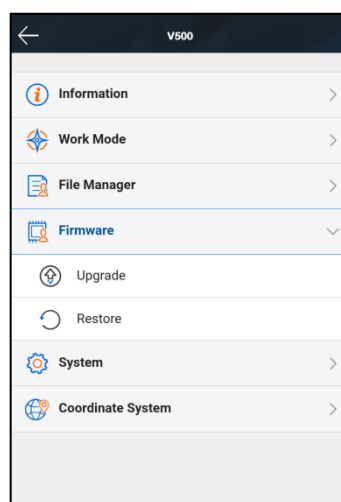 V500
Information
Work Mode
File Manager
Firmware
Upgrade
Restore
System
Coordinate System